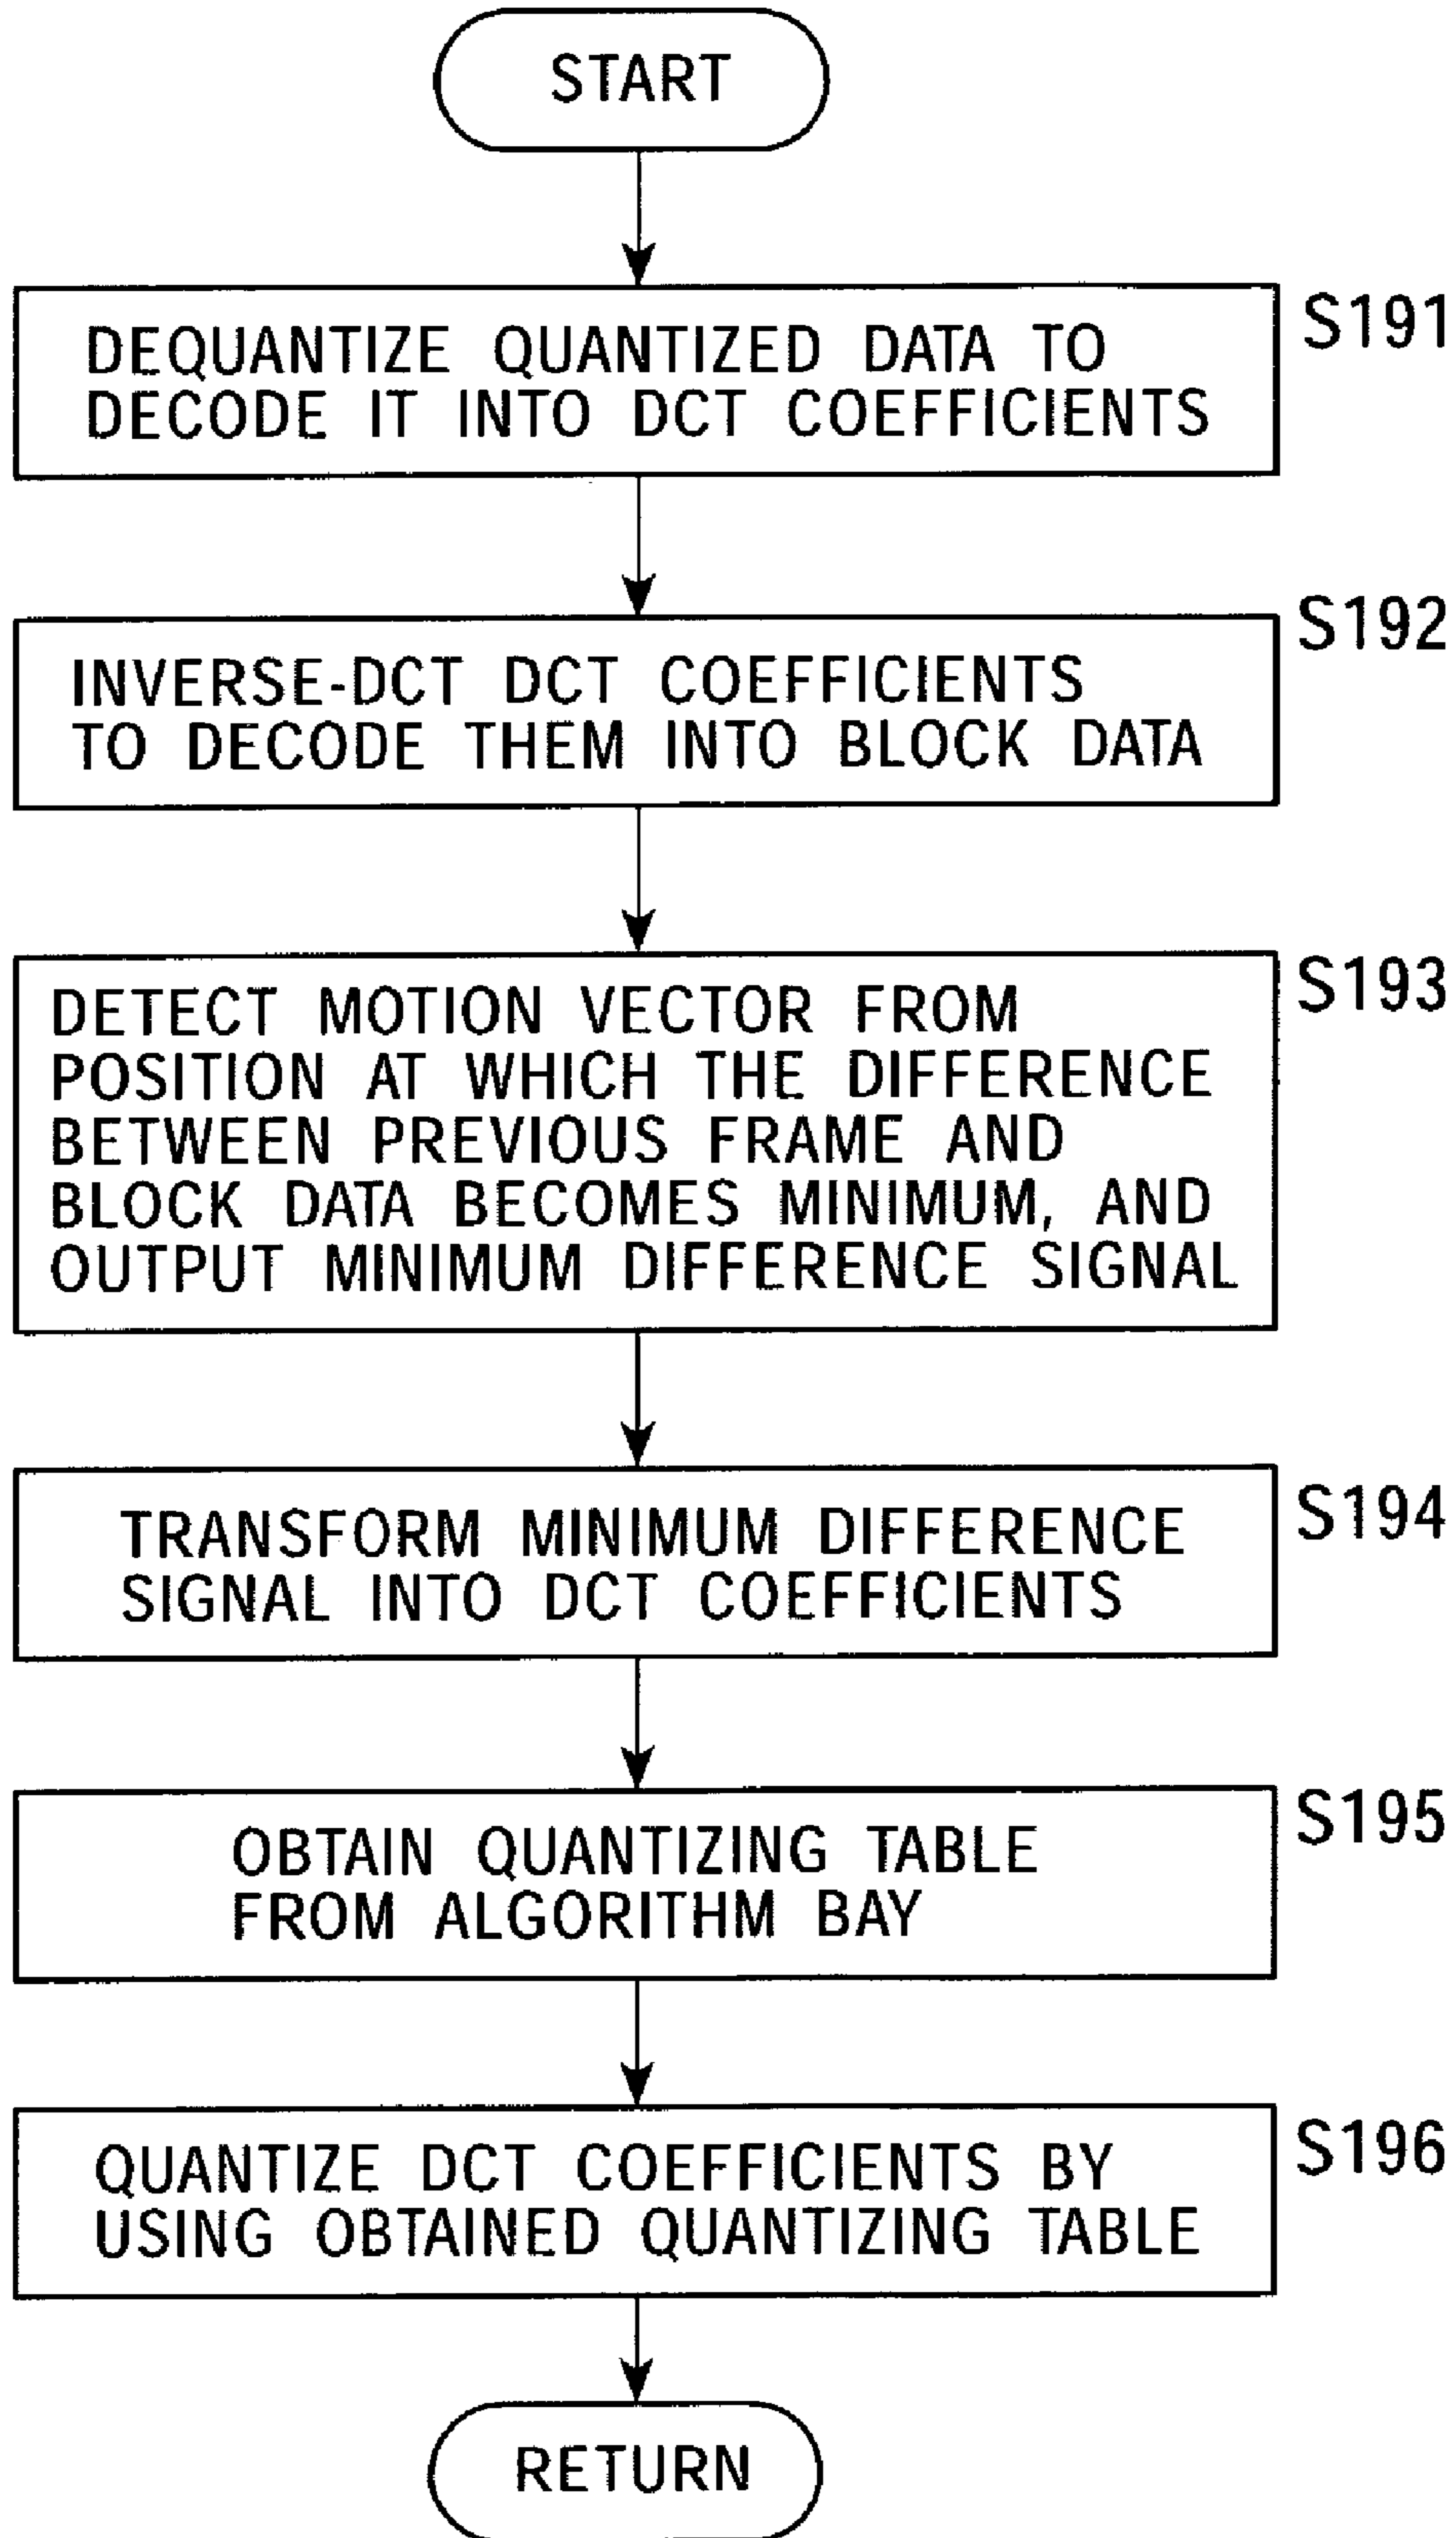 START
S191
DEQUANTIZE QUANTIZED DATA TO
DECODE IT INTO DCT COEFFICIENTS
S192
INVERSE-DCT DCT COEFFICIENTS
TO DECODE THEM INTO BLOCK DATA
S193
DETECT MOTION VECTOR FROM
POSITION AT WHICH THE DIFFERENCE
BETWEEN PREVIOUS FRAME AND
BLOCK DATA BECOMES MINIMUM, AND
OUTPUT MINIMUM DIFFERENCE SIGNAL
S194
TRANSFORM MINIMUM DIFFERENCE
SIGNAL INTO DCT COEFFICIENTS
S195
OBTAIN QUANTIZING TABLE
FROM ALGORITHM BAY
S196
QUANTIZE DCT COEFFICIENTS BY
USING OBTAINED QUANTIZING TABLE
RETURN